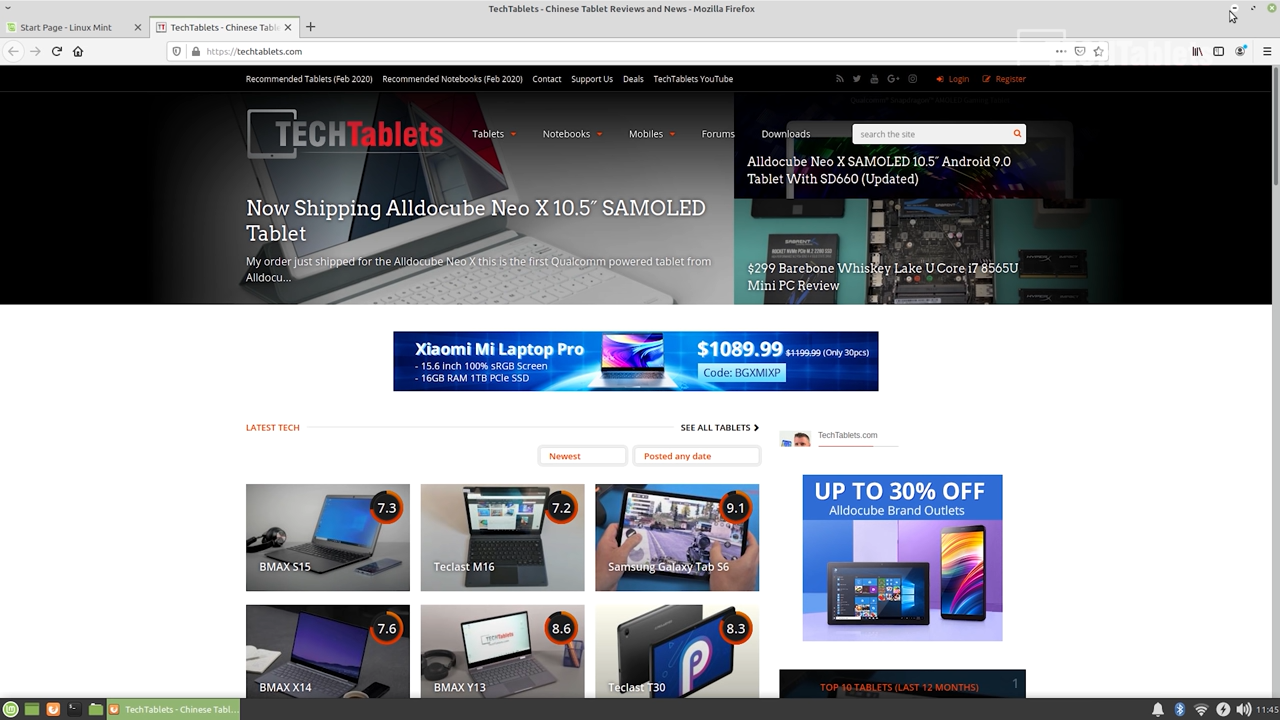 TechTablets - Chinese Tablet Reviews and News - Mozilla Firefox
Start Page - Linux Mint
TechTablets - Chinese Tabl
https://techtablets.com
Recommended Tablets (Feb 2020)
Recommended Notebooks (Feb 2020)
Contact
Support Us
Deals
TechTablets YouTube
Login
Register
TECHTablets
Tablets
Notebooks
Mobiles
Forums
Downloads
search the site
Now Shipping Alldocube Neo X 10.5″ SAMOLED
Tablet
My order just shipped for the Alldocube Neo X this is the first Qualcomm powered tablet from
Alldocu...
Alldocube Neo X SAMOLED 10.5″ Android 9.0
Tablet With SD660 (Updated)
$299 Barebone Whiskey Lake U Core i7 8565U
Mini PC Review
Xiaomi Mi Laptop Pro
- 15.6 inch 100% sRGB Screen
- 16GB RAM 1TB PCIe SSD
$1089.99 $1199.99 (Only 30pcs)
Code: BGXMIXP
LATEST TECH
SEE ALL TABLETS
Newest
Posted any date
TechTablets.com
7.3
BMAX S15
7.2
Teclast M16
9.1
Samsung Galaxy Tab S6
UP TO 30% OFF
Alldocube Brand Outlets
7.6
BMAX X14
8.6
BMAX Y13
8.3
Teclast T30
TOP 10 TABLETS (LAST 12 MONTHS)
1
TechTablets - Chinese Tabl...
11:45